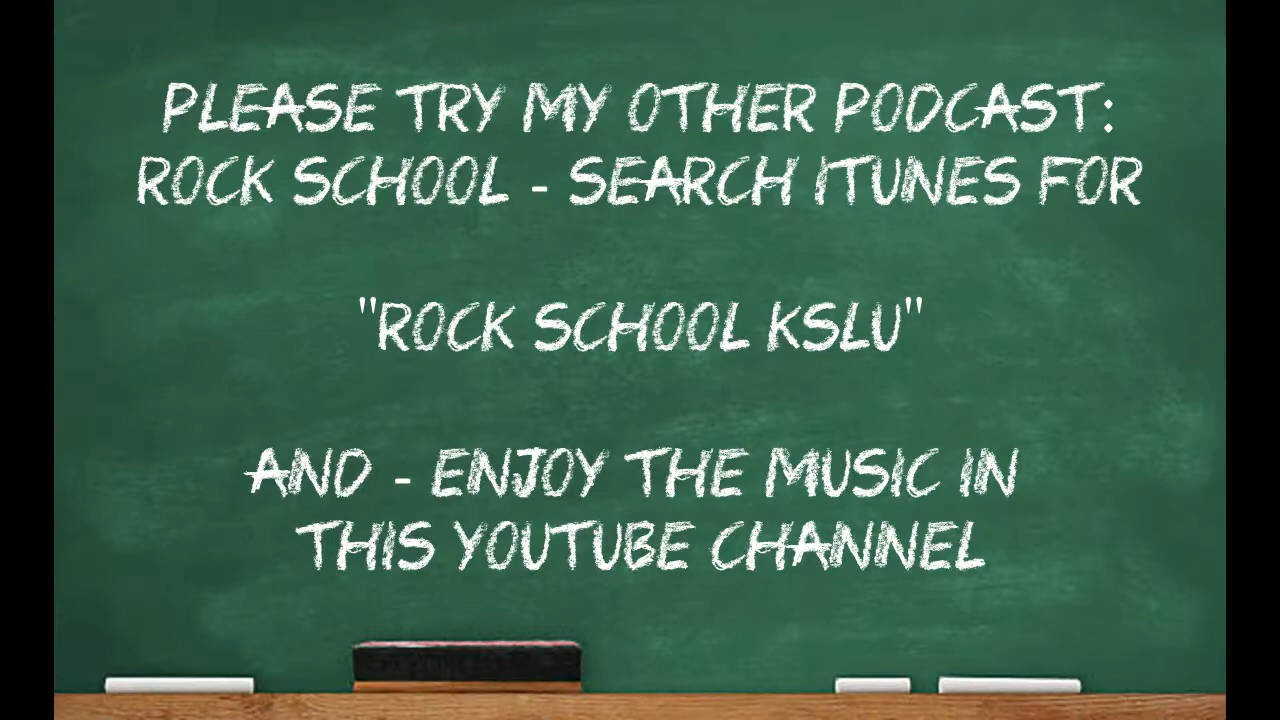 PLEASE TRY MY OTHER PODCAST:
ROCK SCHOOL - SEARCH ITUNES FOR
"ROCK SCHOOL KSLU"
AND - ENJOY THE MUSIC IN
THIS YOUTUBE CHANNEL